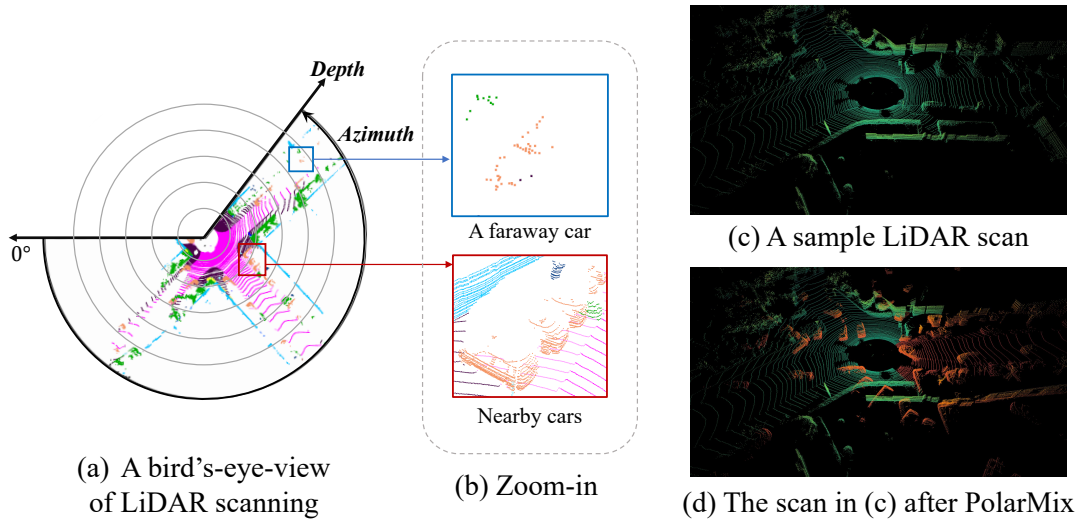 Depth
Azimuth
0°
A faraway car
Nearby cars
(a) A bird's-eye-view
of LiDAR scanning
(b) Zoom-in
(c) A sample LiDAR scan
(d) The scan in (c) after PolarMix